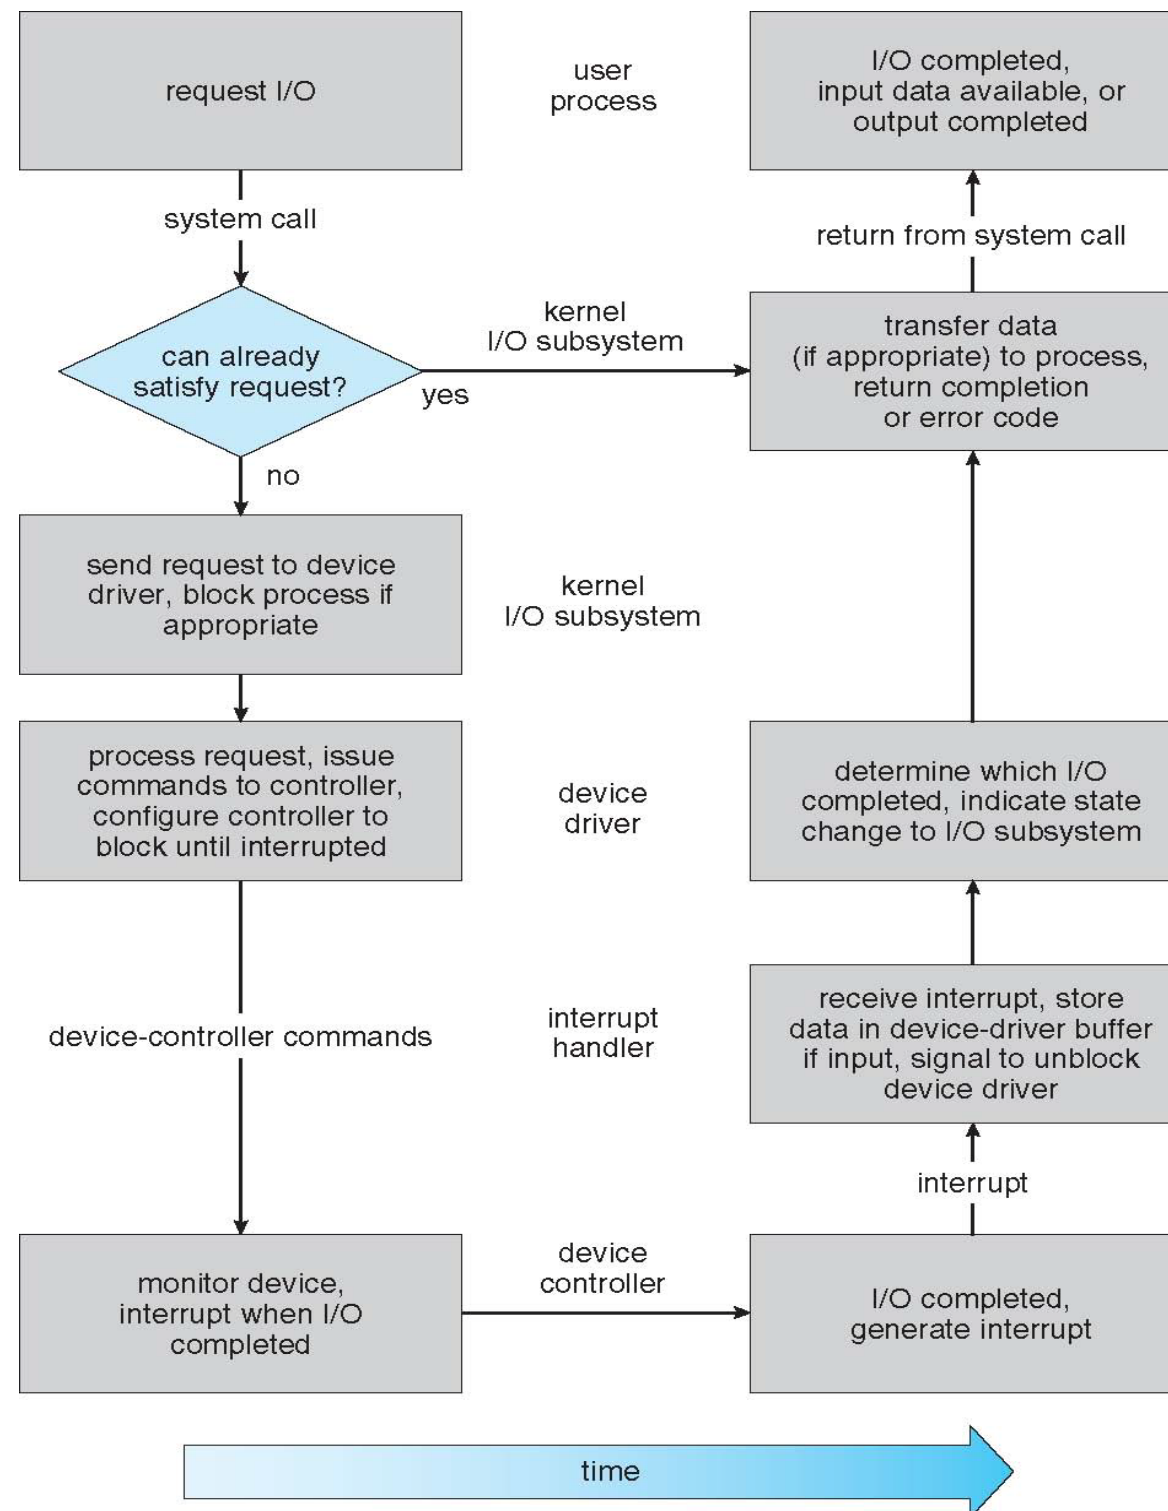 request I/O
user
process
I/O completed,
input data available, or
output completed
system call
return from system call
can already
satisfy request?
kernel
I/O subsystem
yes
transfer data
(if appropriate) to process,
return completion
or error code
no
send request to device
driver, block process if
appropriate
kernel
I/O subsystem
process request, issue
commands to controller,
configure controller to
block until interrupted
device
driver
determine which I/O
completed, indicate state
change to I/O subsystem
device-controller commands
interrupt
handler
receive interrupt, store
data in device-driver buffer
if input, signal to unblock
device driver
interrupt
monitor device,
interrupt when I/O
completed
device
controller
I/O completed,
generate interrupt
time